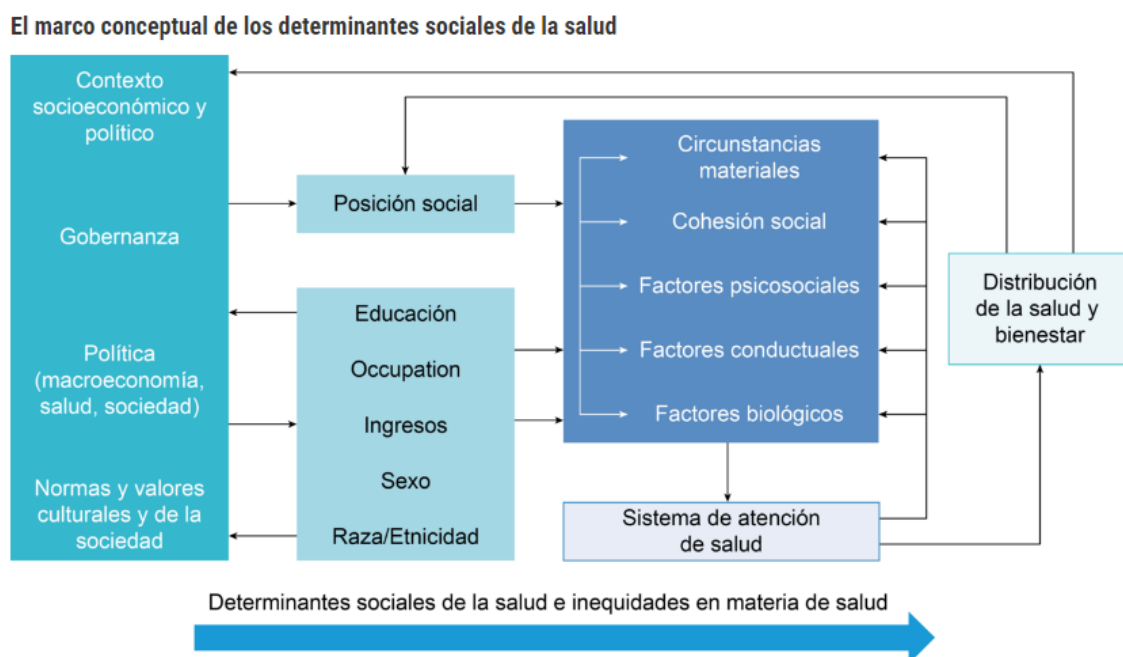 El marco conceptual de los determinantes sociales de la salud
Contexto
socioeconómico y
político
Gobernanza
Política
(macroeconomía,
salud, sociedad)
Normas y valores
culturales y de la
sociedad
Posición social
Educación
Occupation
Ingresos
Sexo
Raza/Etnicidad
Circunstancias
materiales
Cohesión social
Factores psicosociales
Factores conductuales
Factores biológicos
Sistema de atención
de salud
Distribución
de la salud y
bienestar
Determinantes sociales de la salud e inequidades en materia de salud